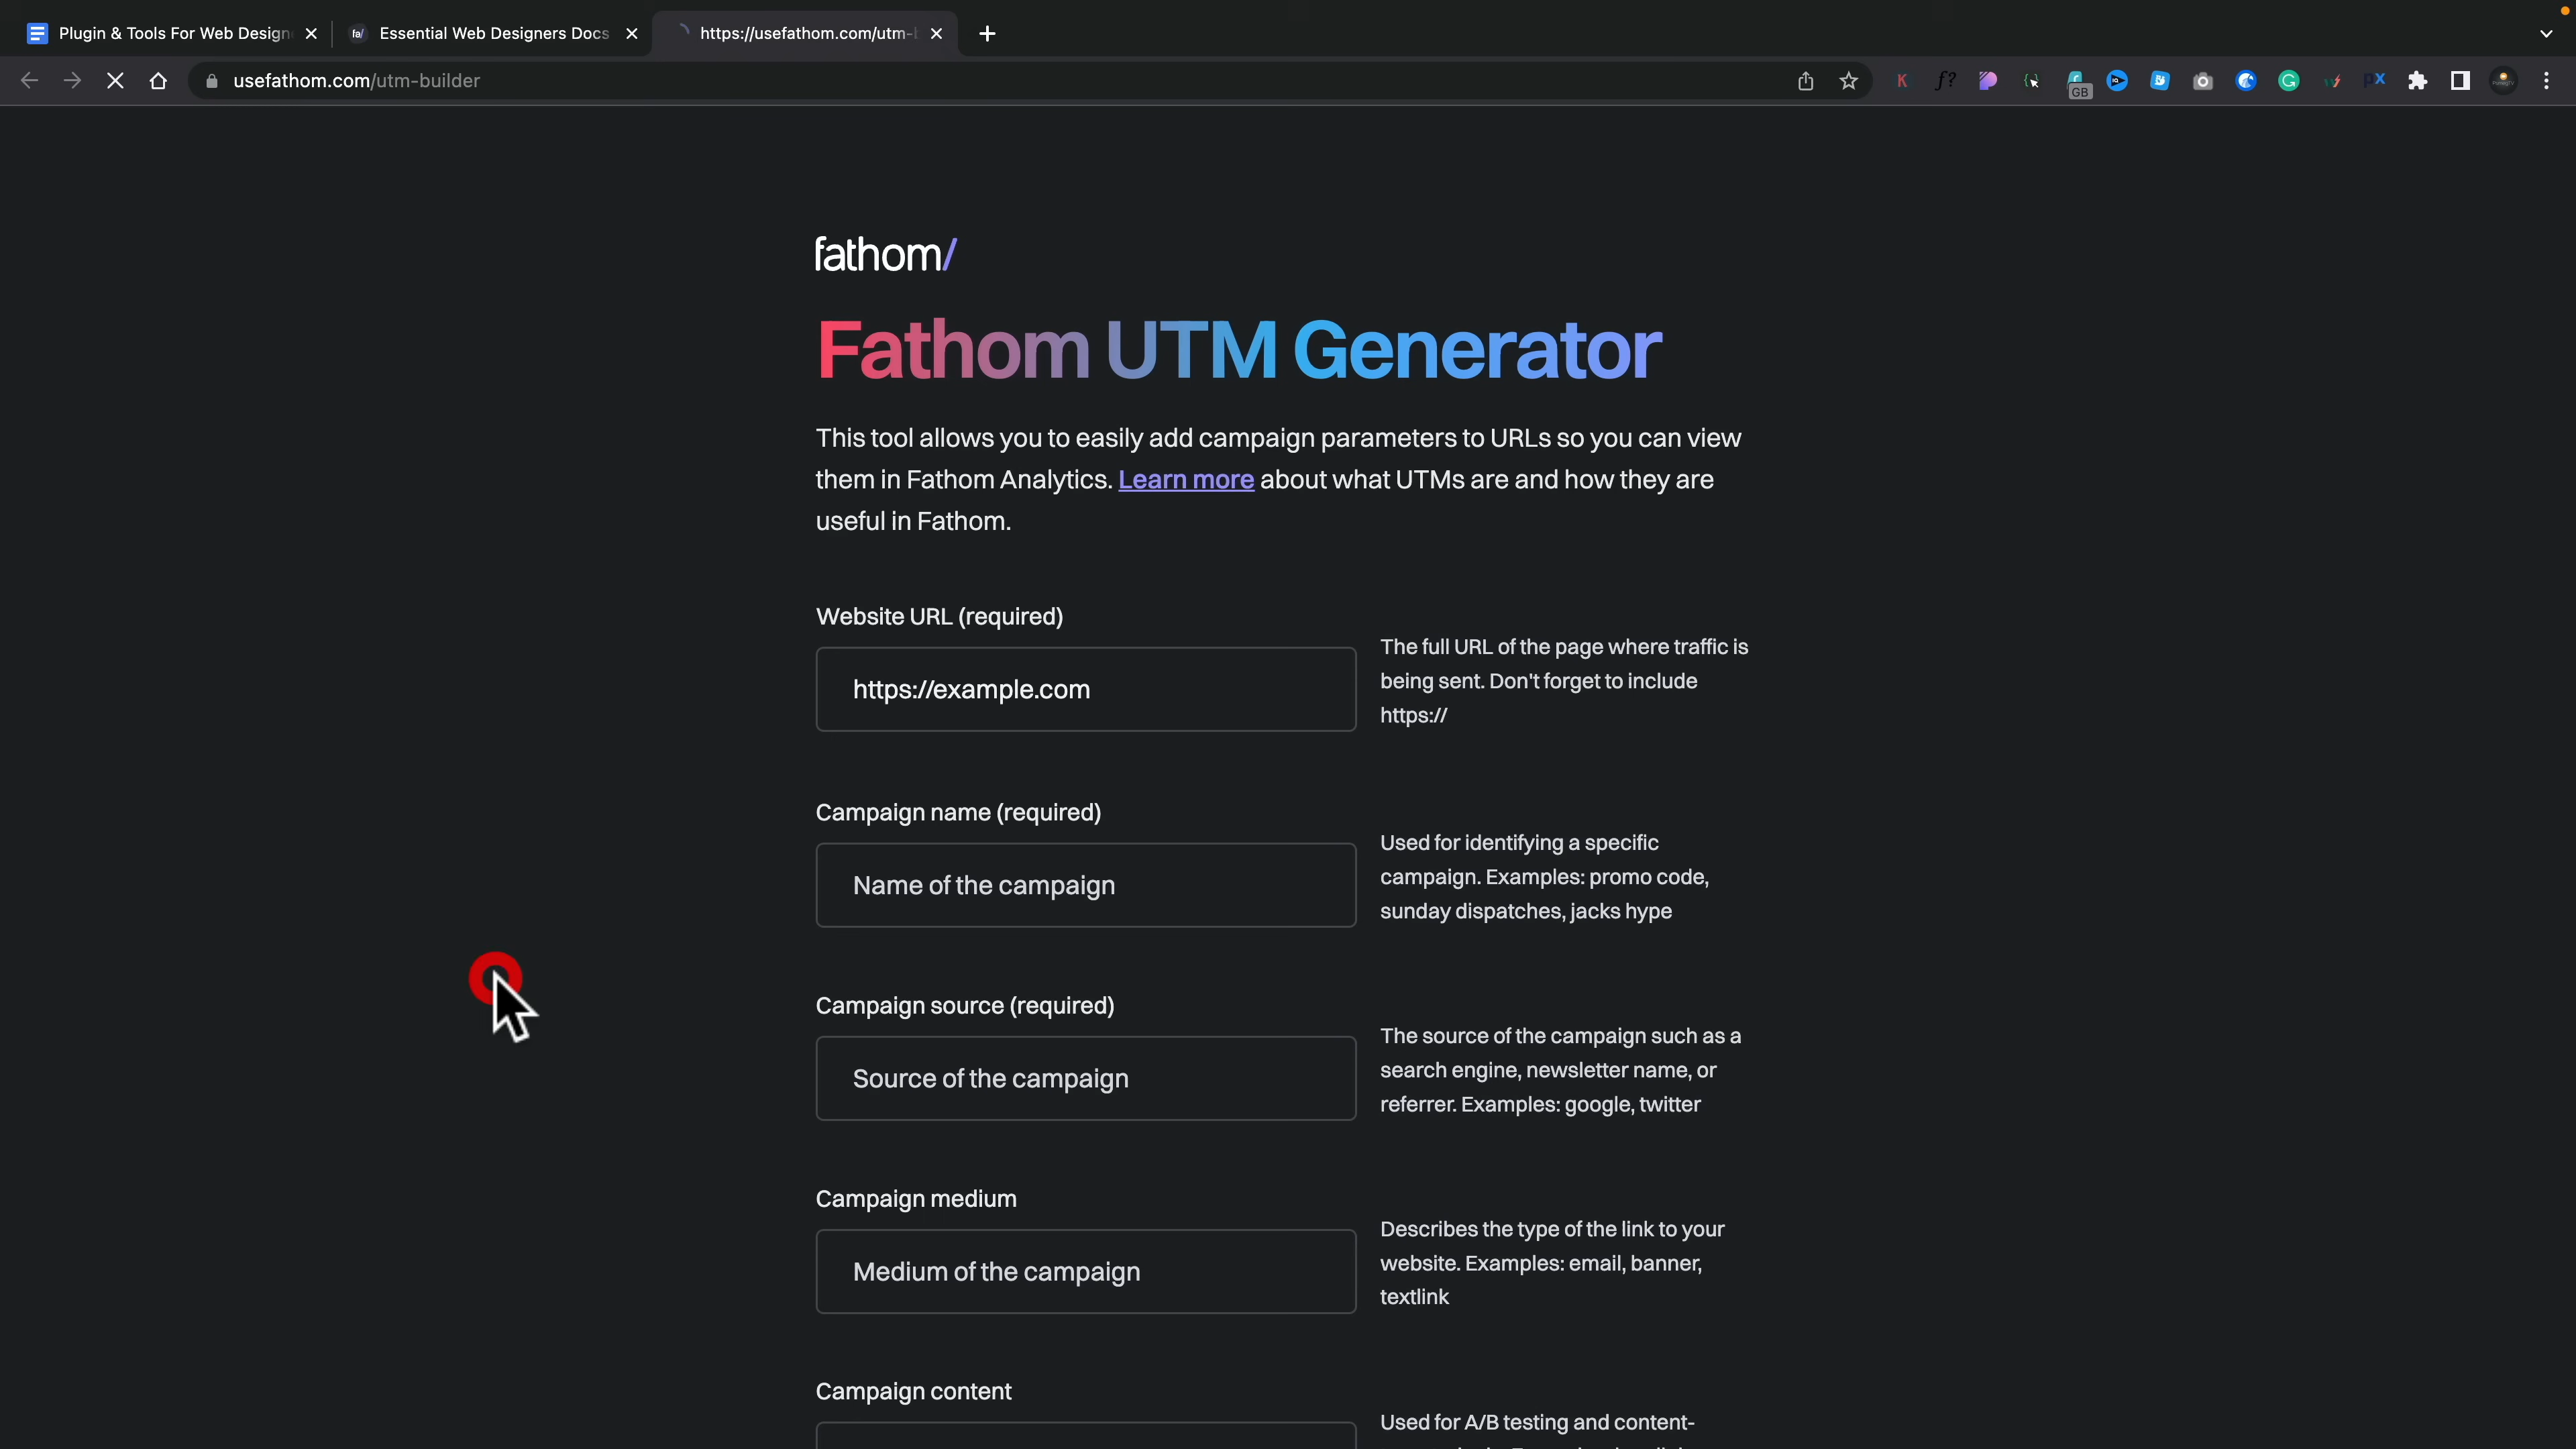 Plugin & Tools For Web Design
Essential Web Designers Docs
https://usefathom.com/utm-b
usefathom.com/utm-builder
K
f?
GB
pX
fathom/
Fathom UTM Generator
This tool allows you to easily add campaign parameters to URLs so you can view
them in Fathom Analytics. Learn more about what UTMs are and how they are
useful in Fathom.
Website URL (required)
https://example.com
The full URL of the page where traffic is
being sent. Don't forget to include
https://
Campaign name (required)
Name of the campaign
Used for identifying a specific
campaign. Examples: promo code,
sunday dispatches, jacks hype
Campaign source (required)
Source of the campaign
The source of the campaign such as a
search engine, newsletter name, or
referrer. Examples: google, twitter
Campaign medium
Medium of the campaign
Describes the type of the link to your
website. Examples: email, banner,
textlink
Campaign content
Used for A/B testing and content-